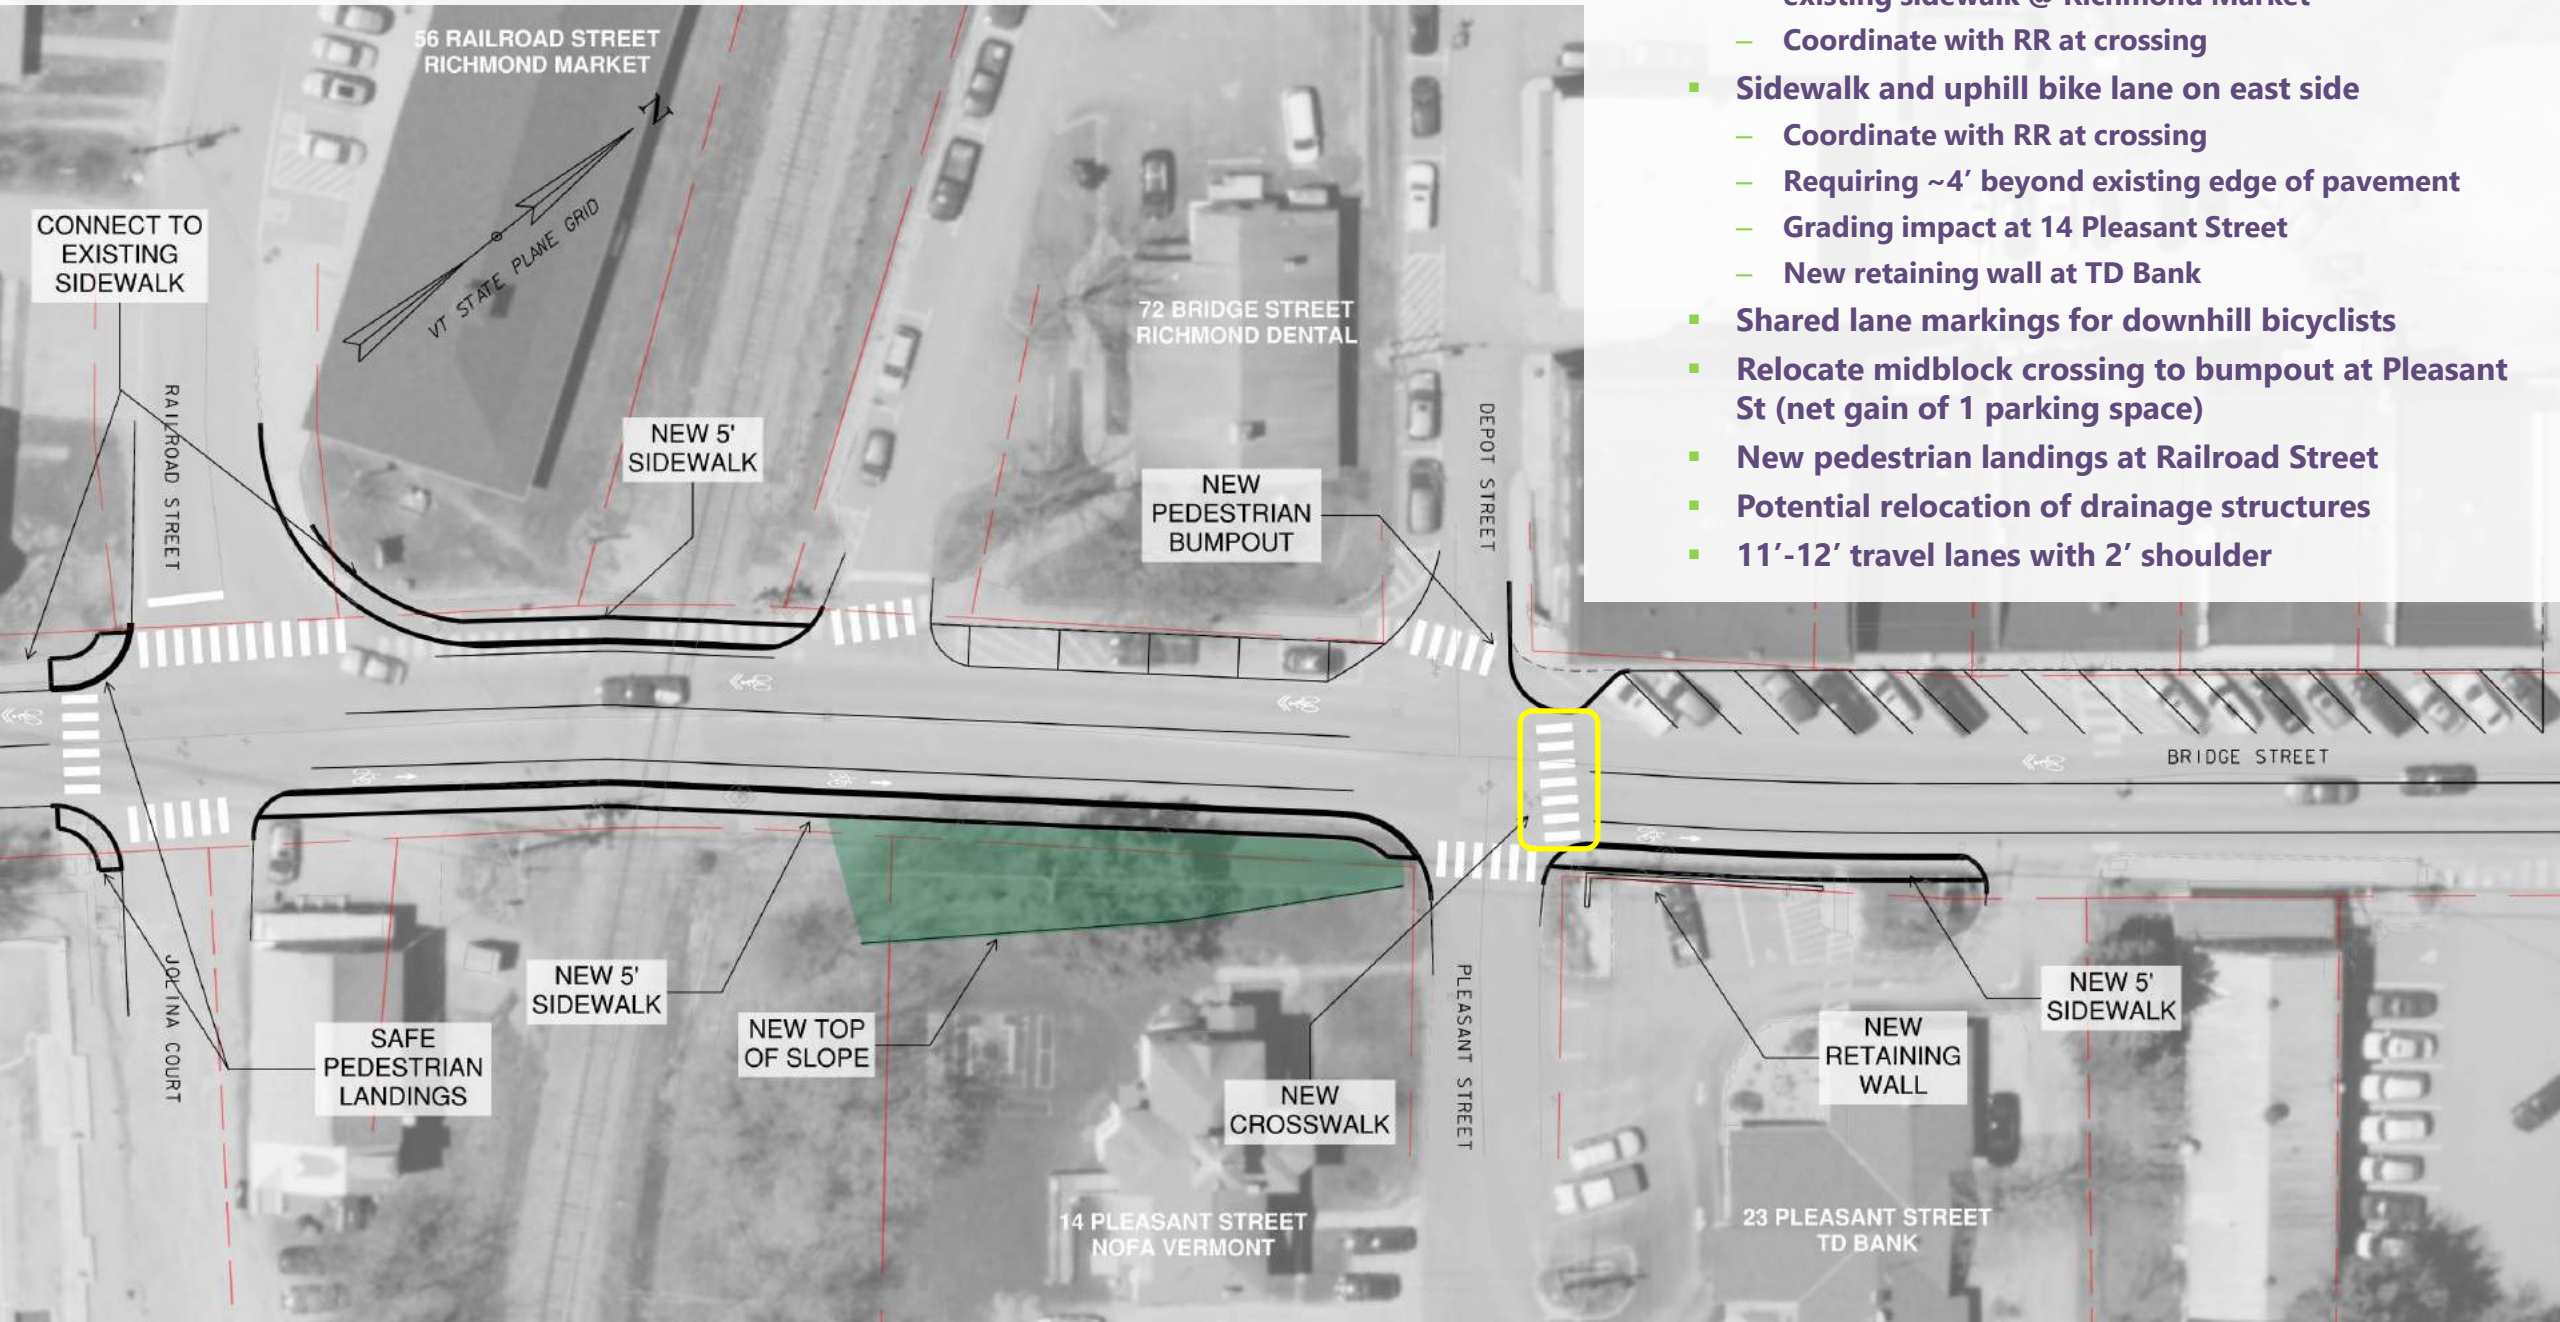 existing sidewalk @ Richmond Market
– Coordinate with RR at crossing
▪ Sidewalk and uphill bike lane on east side
– Coordinate with RR at crossing
– Requiring ~4’ beyond existing edge of pavement
– Grading impact at 14 Pleasant Street
– New retaining wall at TD Bank
▪ Shared lane markings for downhill bicyclists
▪ Relocate midblock crossing to bumpout at Pleasant
St (net gain of 1 parking space)
▪ New pedestrian landings at Railroad Street
▪ Potential relocation of drainage structures
▪ 11’-12’ travel lanes with 2’ shoulder
56 RAILROAD STREET
RICHMOND MARKET
N
VT STATE PLANE GRID
CONNECT TO
EXISTING
SIDEWALK
RAILROAD STREET
NEW 5'
SIDEWALK
72 BRIDGE STREET
RICHMOND DENTAL
NEW
PEDESTRIAN
BUMPOUT
DEPOT STREET
BRIDGE STREET
JOLINA COURT
SAFE
PEDESTRIAN
LANDINGS
NEW 5'
SIDEWALK
NEW TOP
OF SLOPE
14 PLEASANT STREET
NOFA VERMONT
NEW
CROSSWALK
PLEASANT STREET
NEW
RETAINING
WALL
NEW 5'
SIDEWALK
23 PLEASANT STREET
TD BANK